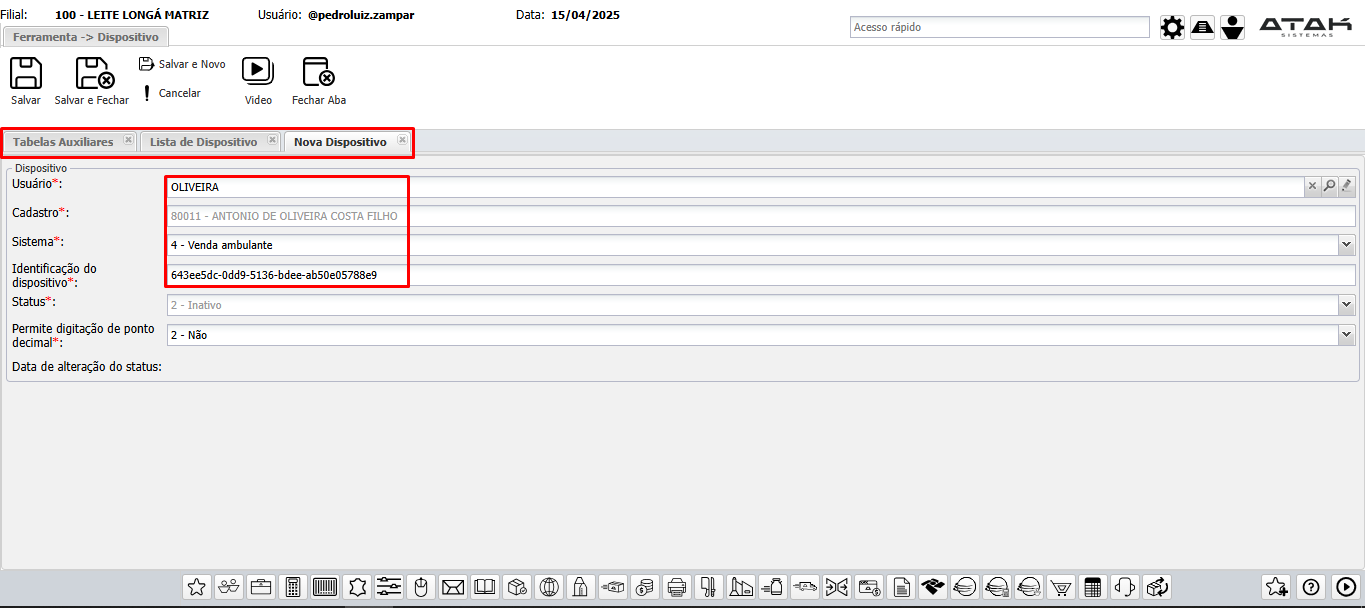 Filial: 100 - LEITE LONGÁ MATRIZ Usuário: @pedroluiz.zampar Data: 15/04/2025
Ferramenta -> Dispositivo
Acesso rápido
ATAK
SISTEMAS
Salvar
Salvar e Fechar
Salvar e Novo
Cancelar
Video
Fechar Aba
Tabelas Auxiliares Lista de Dispositivo Nova Dispositivo
Dispositivo
Usuário*: OLIVEIRA
Cadastro*: 80011 - ANTONIO DE OLIVEIRA COSTA FILHO
Sistema*: 4 - Venda ambulante
Identificação do
dispositivo*: 643ee5dc-0dd9-5136-bdee-ab50e05788e9
Status*: 2 - Inativo
Permite digitação de ponto
decimal*: 2 - Não
Data de alteração do status: